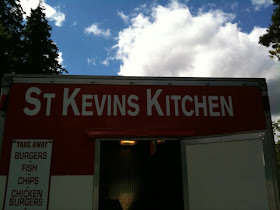 ST KEVINS KITCHEN
TAKE AWAY
BURGERS
FISH
CHIPS
CHICKEN
BURGERS